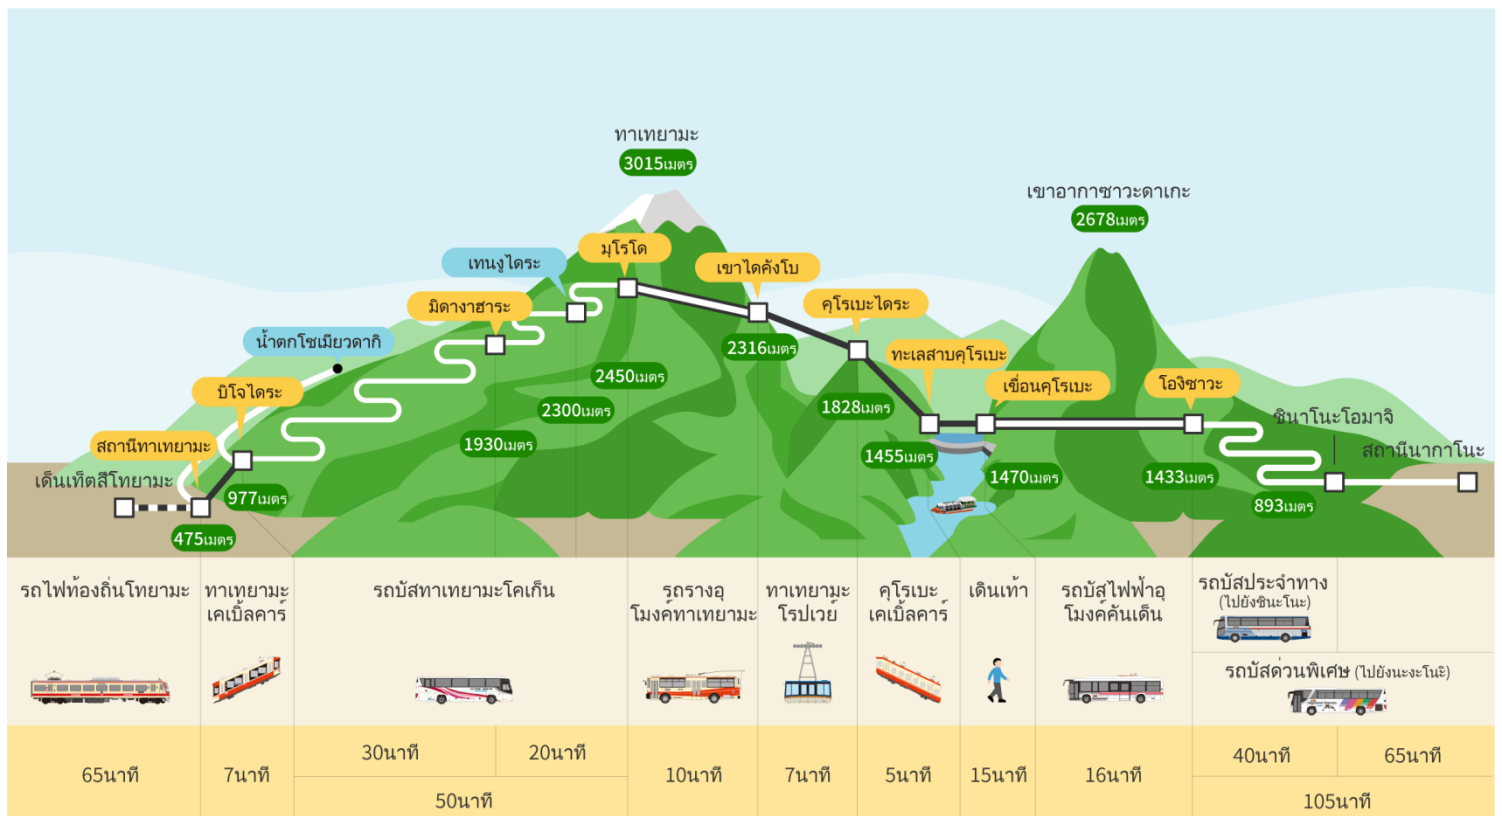 ทาเทยามะ
3015เมตร
เขาอากาซาวะดาเกะ
2678เมตร
มุโรโด
เทนงูไดระ
เขาไดคังโบ
มิดางาฮาระ
คุโรเบะไดระ
น้ำตกโชเมียวดากิ
2316เมตร
ทะเลสาบคุโรเบะ
2450เมตร
บิโจไดระ
เขื่อนคุโรเบะ
โองิซาวะ
1828เมตร
2300เมตร
ชินาโนะโอมาจิ
สถานีทาเทยามะ
1930เมตร
สถานีนากาโนะ
1455เมตร
เด็นเท็ตสึโทยามะ
1470เมตร
1433เมตร
977เมตร
893เมตร
475เมตร
รถไฟท้องถิ่นโทยามะ
ทาเทยามะ
เคเบิ้ลคาร์
รถบัสทาเทยามะโคเก็น
รถรางอุ
โมงค์ทาเทยามะ
ทาเทยามะ
โรปเวย์
คุโรเบะ
เคเบิ้ลคาร์
เดินเท้า
รถบัสไฟฟ้าอุ
โมงค์คันเด็น
รถบัสประจำทาง
(ไปยังชินะโนะ)
รถบัสด่วนพิเศษ (ไปยังนะงะโนะ)
65นาที
7นาที
30นาที
20นาที
50นาที
10นาที
7นาที
5นาที
15นาที
16นาที
40นาที
65นาที
105นาที